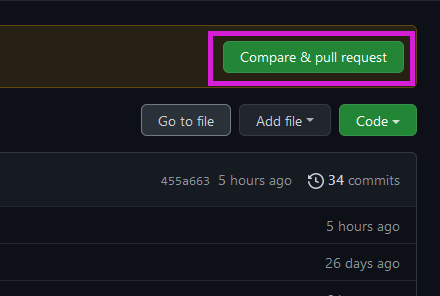 Compare & pull request
Go to file Add file Code
455a663 5 hours ago 34 commits
5 hours ago
26 days ago